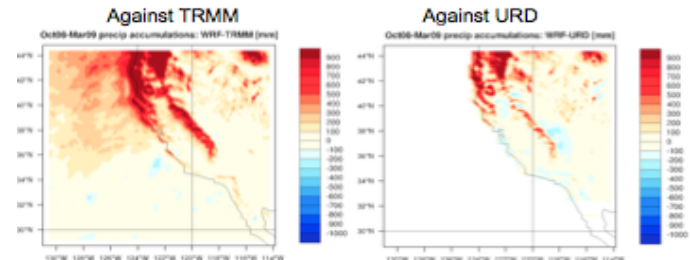 Against TRMM
Against URD
Oct08-Mar09 precip accumulations: WRF-TRMM [mm]
Oct08-Mar09 precip accumulations: WRF-URD [mm]
44°N
42°N
40°N
38°N
36°N
34°N
30°N
900
800
700
600
500
400
300
200
100
0
-100
-200
-300
-400
-500
-600
-700
-800
-900
-1000
44°N
42°N
40°N
38°N
36°N
34°N
30°N
900
800
700
600
500
400
300
200
100
0
-100
-200
-300
-400
-500
-600
-700
-800
-900
-1000